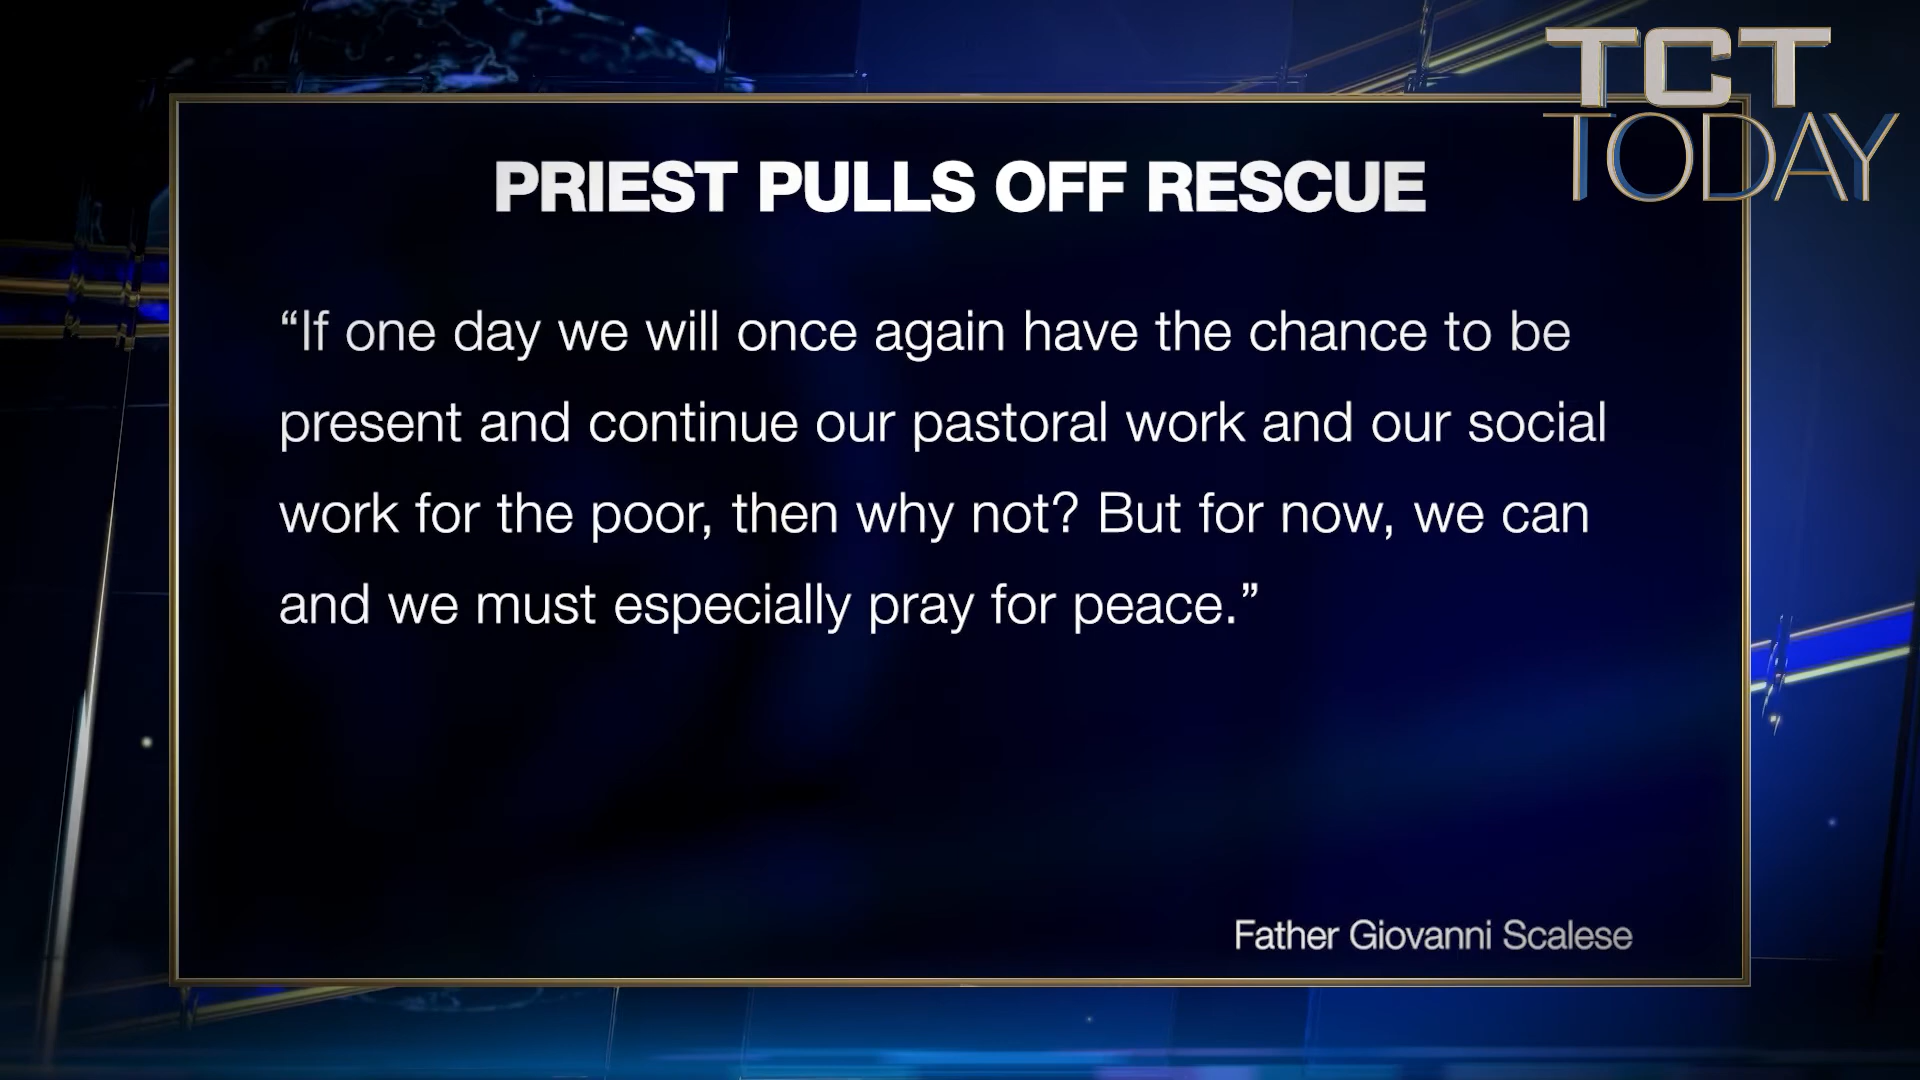 TCT
TODAY
PRIEST PULLS OFF RESCUE
“If one day we will once again have the chance to be
present and continue our pastoral work and our social
work for the poor, then why not? But for now, we can
and we must especially pray for peace.”
Father Giovanni Scalese